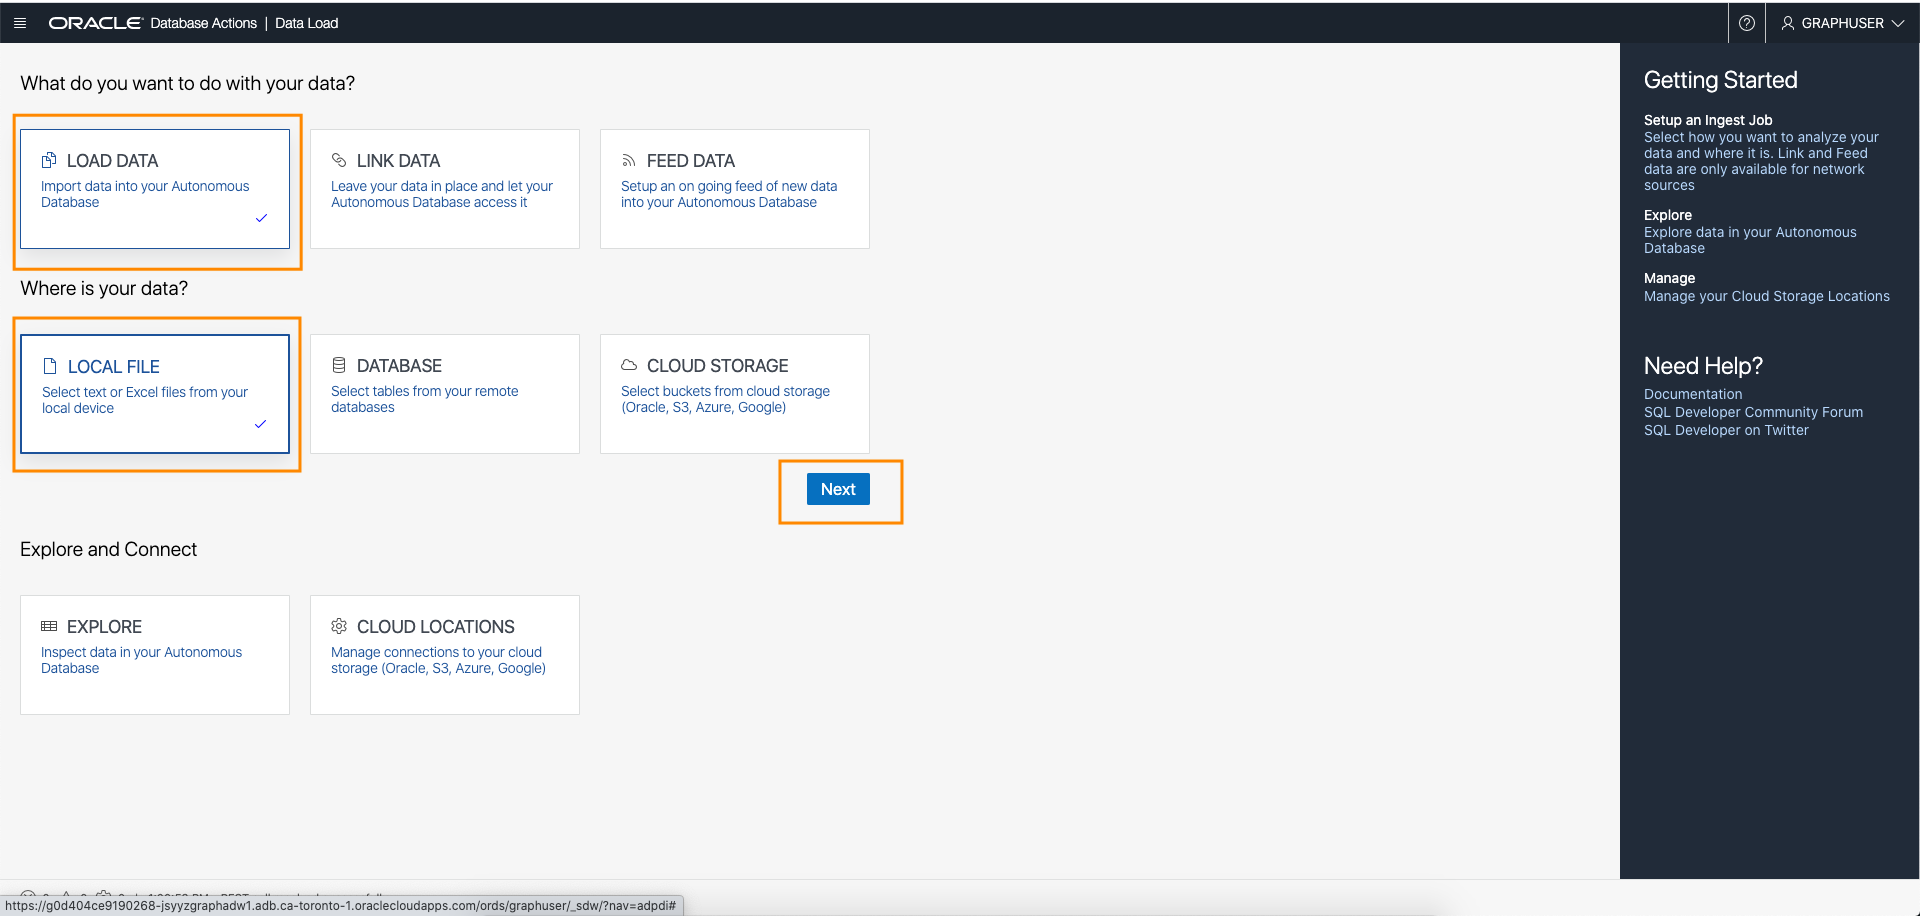 ORACLE Database Actions | Data Load
GRAPHUSER
What do you want to do with your data?
LOAD DATA
Import data into your Autonomous
Database
LINK DATA
Leave your data in place and let your
Autonomous Database access it
FEED DATA
Setup an on going feed of new data
into your Autonomous Database
Where is your data?
LOCAL FILE
Select text or Excel files from your
local device
DATABASE
Select tables from your remote
databases
CLOUD STORAGE
Select buckets from cloud storage
(Oracle, S3, Azure, Google)
Next
Explore and Connect
EXPLORE
Inspect data in your Autonomous
Database
CLOUD LOCATIONS
Manage connections to your cloud
storage (Oracle, S3, Azure, Google)
Getting Started
Setup an Ingest Job
Select how you want to analyze your
data and where it is. Link and Feed
data are only available for network
sources
Explore
Explore data in your Autonomous
Database
Manage
Manage your Cloud Storage Locations
Need Help?
Documentation
SQL Developer Community Forum
SQL Developer on Twitter
https://g0d404ce9190268-jsyyzgraphadw1.adb.ca-toronto-1.oraclecloudapps.com/ords/graphuser/_sdw/?nav=adpdi#